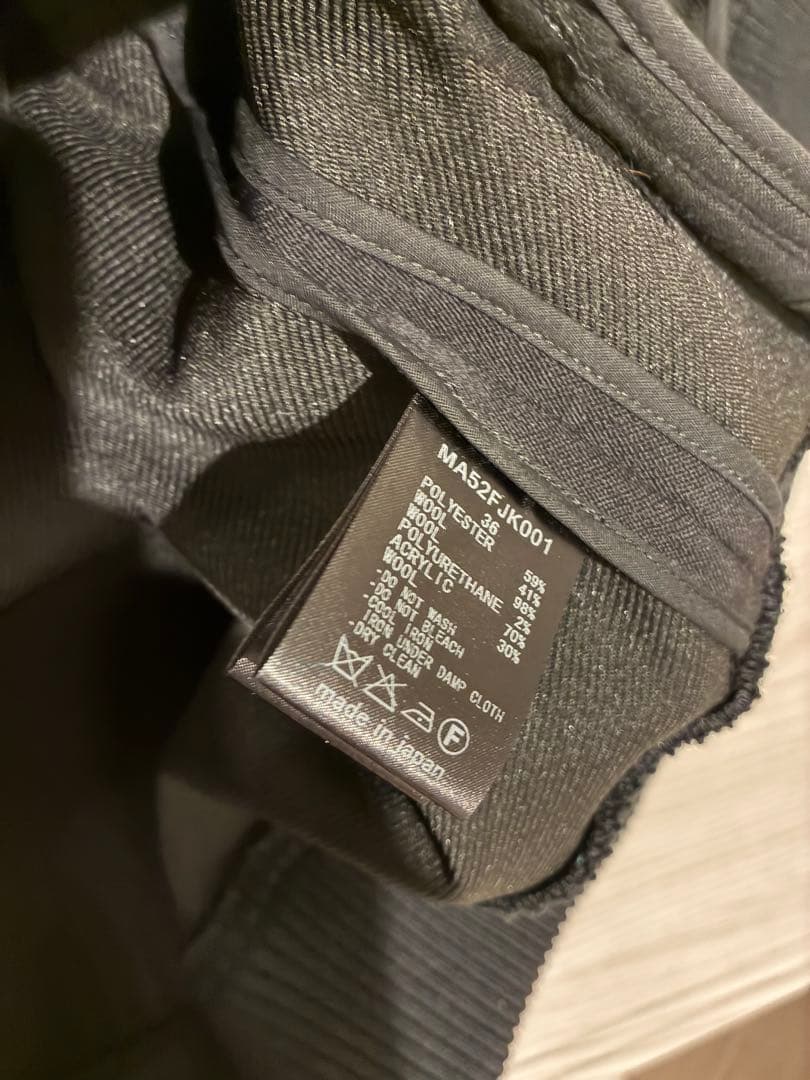 MA52FJK001
36
POLYESTER 59%
WOOL 41%
WOOL 98%
POLYURETHANE 2%
ACRYLIC 70%
WOOL 30%
-DO NOT WASH
-DO NOT BLEACH
-COOL IRON
IRON UNDER DAMP CLOTH
-DRY CLEAN
F
made in japan